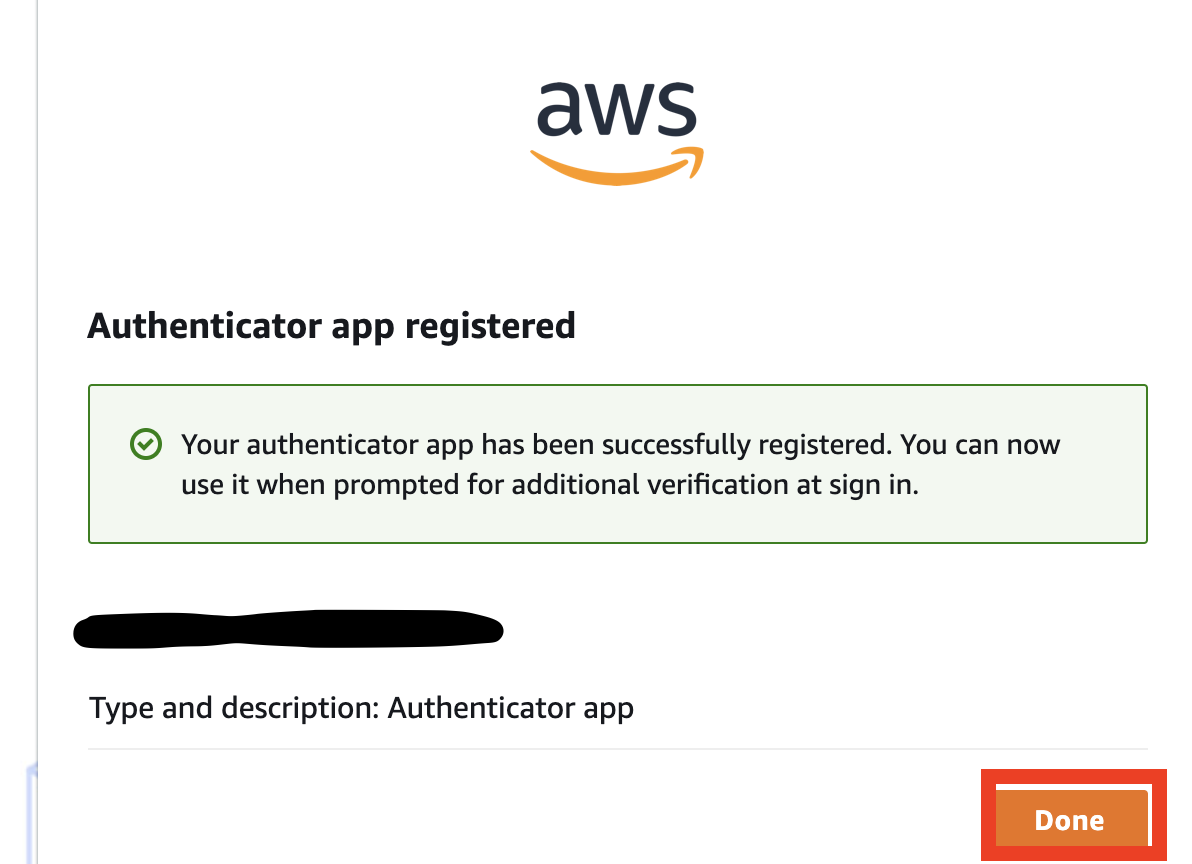 aws
Authenticator app registered
Your authenticator app has been successfully registered. You can now
use it when prompted for additional verification at sign in.
Type and description: Authenticator app
Done